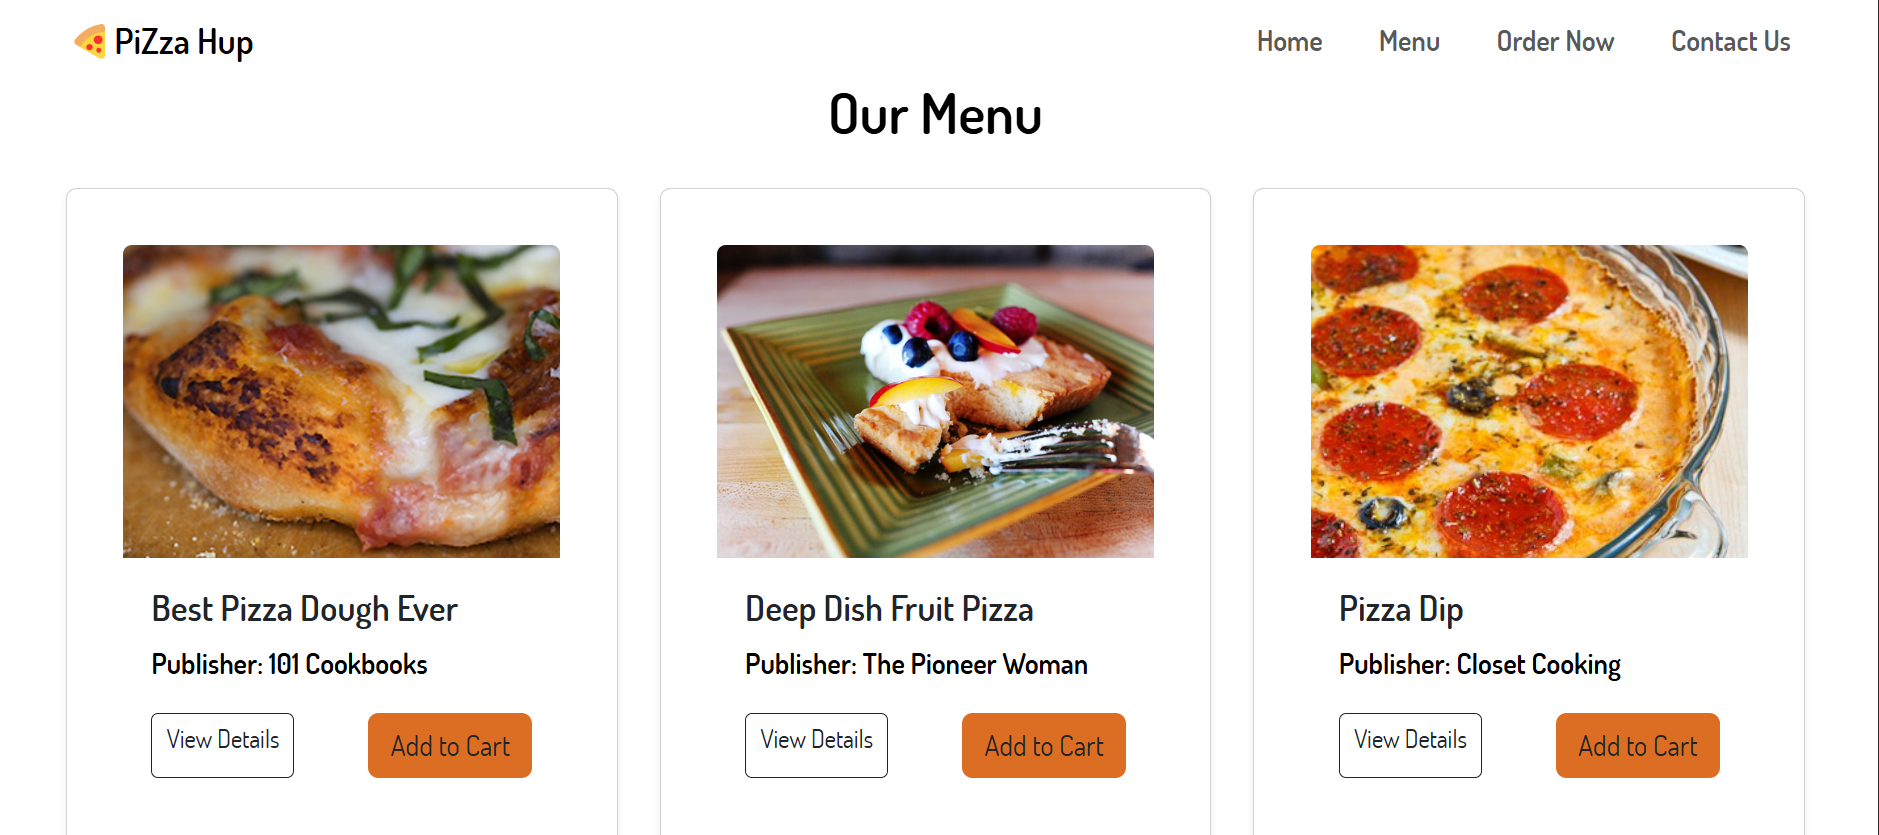 PiZza Hup
Home Menu Order Now Contact Us
Our Menu
Best Pizza Dough Ever
Publisher: 101 Cookbooks
View Details Add to Cart
Deep Dish Fruit Pizza
Publisher: The Pioneer Woman
View Details Add to Cart
Pizza Dip
Publisher: Closet Cooking
View Details Add to Cart